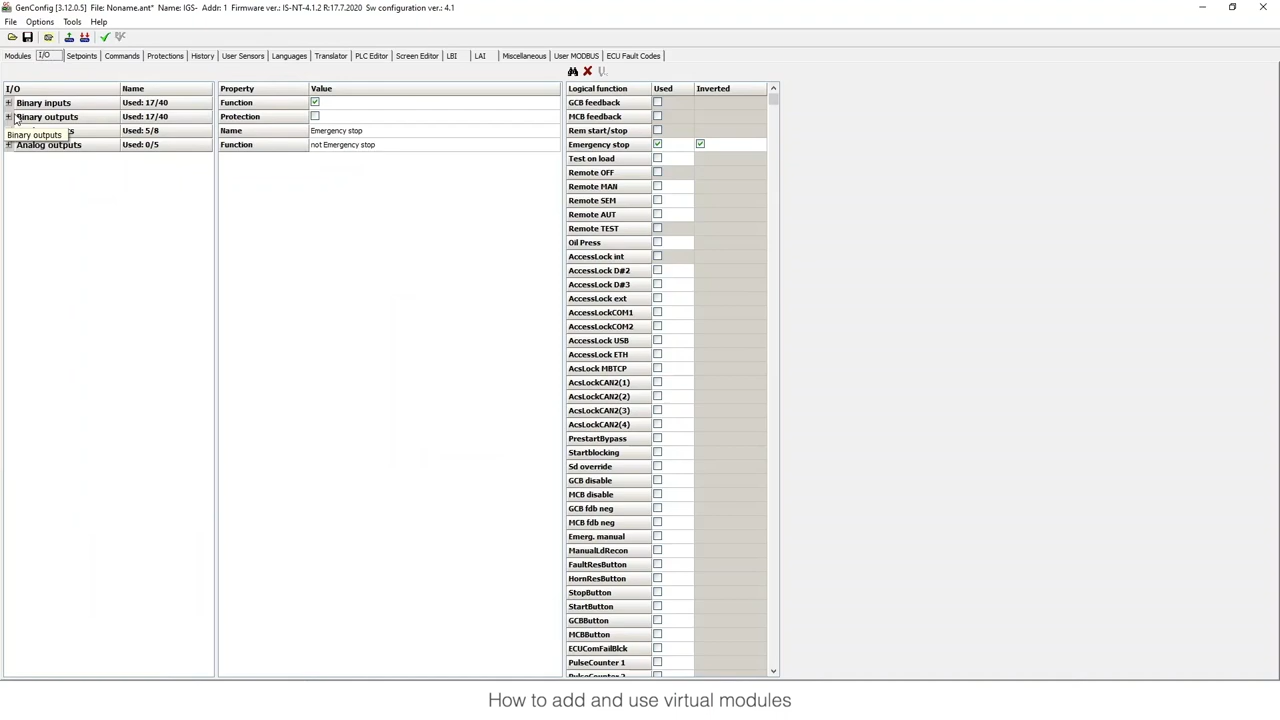 GenConfig [3.12.0.5] File: Noname.ant* Name: IGS- Addr: 1 Firmware ver.: IS-NT-4.1.2 R:17.7.2020 Sw configuration ver.: 4.1
File Options Tools Help
Modules I/O Setpoints Commands Protections History User Sensors Languages Translator PLC Editor Screen Editor LBI LAI Miscellaneous User MODBUS ECU Fault Codes
I/O Name Property Value Logical function Used Inverted
Binary inputs Used: 17/40 Function GCB feedback
Binary outputs Used: 17/40 Protection MCB feedback
Used: 5/8 Name Emergency stop Rem start/stop
Binary outputs
Analog outputs Used: 0/5 Function not Emergency stop Emergency stop
Test on load
Remote OFF
Remote MAN
Remote SEM
Remote AUT
Remote TEST
Oil Press
AccessLock int
AccessLock D#2
AccessLock D#3
AccessLock ext
AccessLockCOM1
AccessLockCOM2
AccessLock USB
AccessLock ETH
AcsLock MBTCP
AcsLockCAN2(1)
AcsLockCAN2(2)
AcsLockCAN2(3)
AcsLockCAN2(4)
PrestartBypass
Startblocking
Sd override
GCB disable
MCB disable
GCB fdb neg
MCB fdb neg
Emerg. manual
ManualLdRecon
FaultResButton
HornResButton
StopButton
StartButton
GCBButton
MCBButton
ECUComFailBlck
PulseCounter 1
PulseCounter 2
How to add and use virtual modules